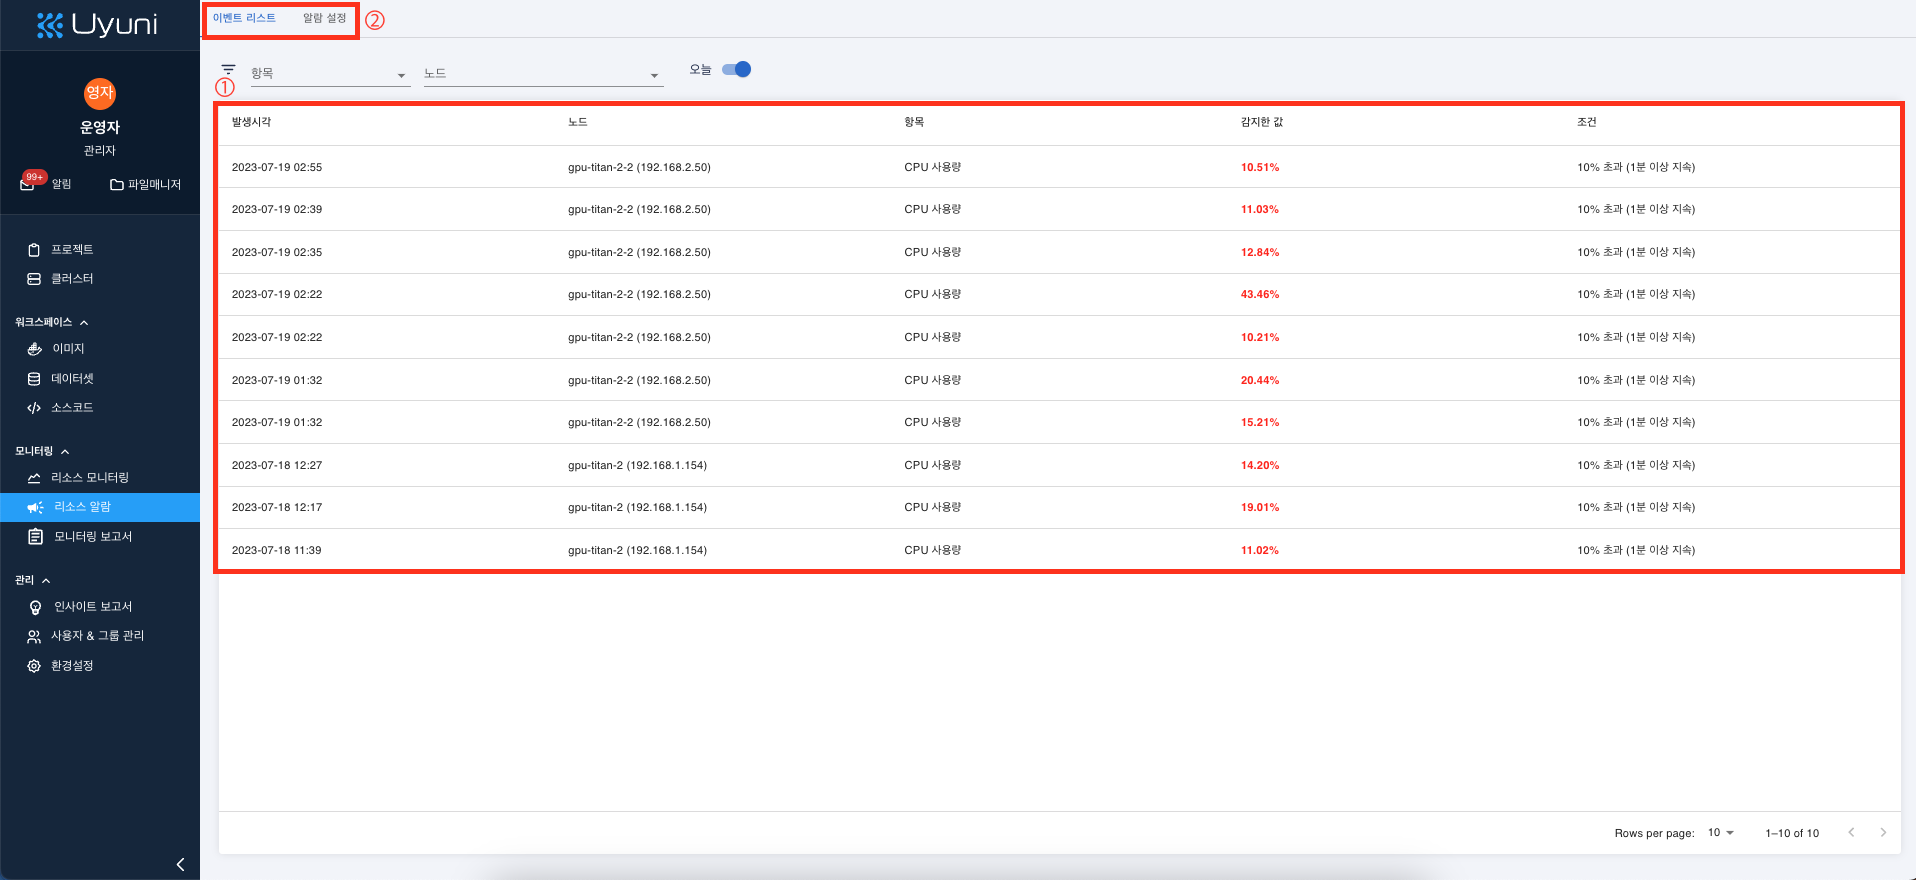 Uyuni
영자
운영자
관리자
99+
알림
파일매니저
프로젝트
클러스터
워크스페이스
이미지
데이터셋
소스코드
모니터링
리소스 모니터링
리소스 알람
모니터링 보고서
관리
인사이트 보고서
사용자 & 그룹 관리
환경설정
이벤트 리스트 알람 설정 ②
① 항목 노드 오늘
발생시각 노드 항목 감지한 값 조건
2023-07-19 02:55 gpu-titan-2-2 (192.168.2.50) CPU 사용량 10.51% 10% 초과 (1분 이상 지속)
2023-07-19 02:39 gpu-titan-2-2 (192.168.2.50) CPU 사용량 11.03% 10% 초과 (1분 이상 지속)
2023-07-19 02:35 gpu-titan-2-2 (192.168.2.50) CPU 사용량 12.84% 10% 초과 (1분 이상 지속)
2023-07-19 02:22 gpu-titan-2-2 (192.168.2.50) CPU 사용량 43.46% 10% 초과 (1분 이상 지속)
2023-07-19 02:22 gpu-titan-2-2 (192.168.2.50) CPU 사용량 10.21% 10% 초과 (1분 이상 지속)
2023-07-19 01:32 gpu-titan-2-2 (192.168.2.50) CPU 사용량 20.44% 10% 초과 (1분 이상 지속)
2023-07-19 01:32 gpu-titan-2-2 (192.168.2.50) CPU 사용량 15.21% 10% 초과 (1분 이상 지속)
2023-07-18 12:27 gpu-titan-2 (192.168.1.154) CPU 사용량 14.20% 10% 초과 (1분 이상 지속)
2023-07-18 12:17 gpu-titan-2 (192.168.1.154) CPU 사용량 19.01% 10% 초과 (1분 이상 지속)
2023-07-18 11:39 gpu-titan-2 (192.168.1.154) CPU 사용량 11.02% 10% 초과 (1분 이상 지속)
Rows per page: 10 1–10 of 10